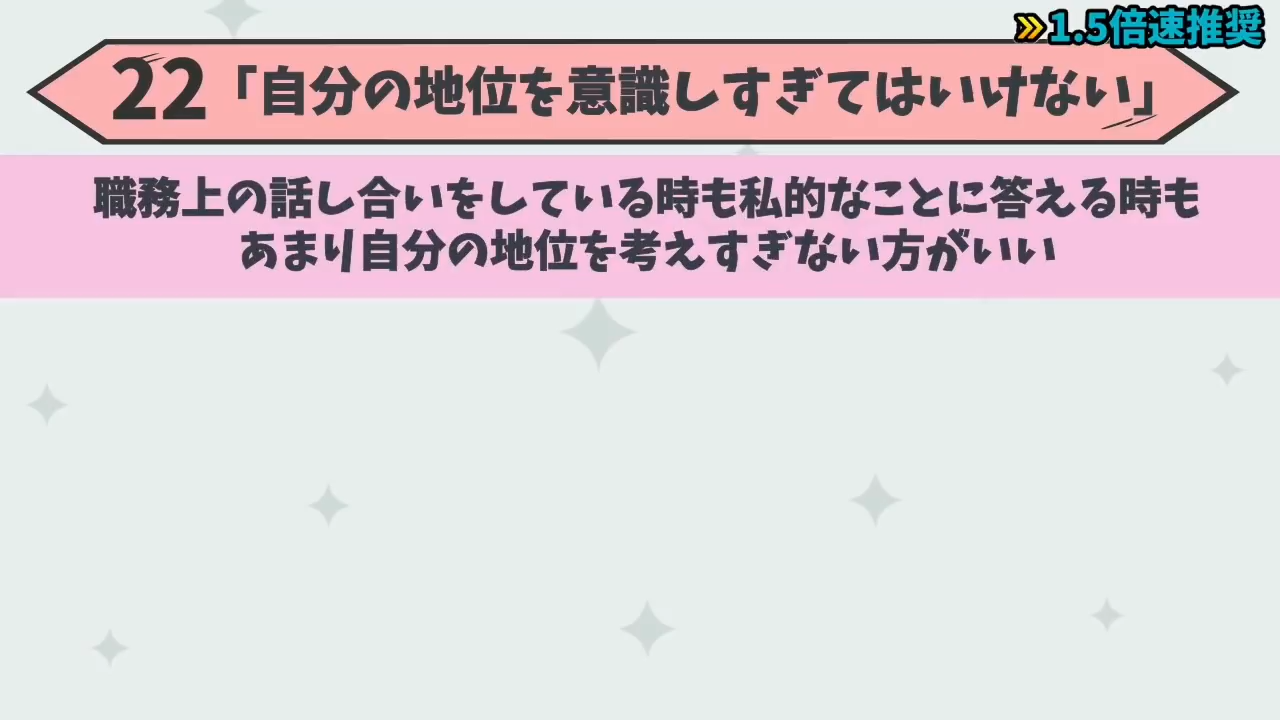 »1.5倍速推奨
22「自分の地位を意識しすぎてはいけない」
職務上の話し合いをしている時も私的なことに答える時も
あまり自分の地位を考えすぎない方がいい